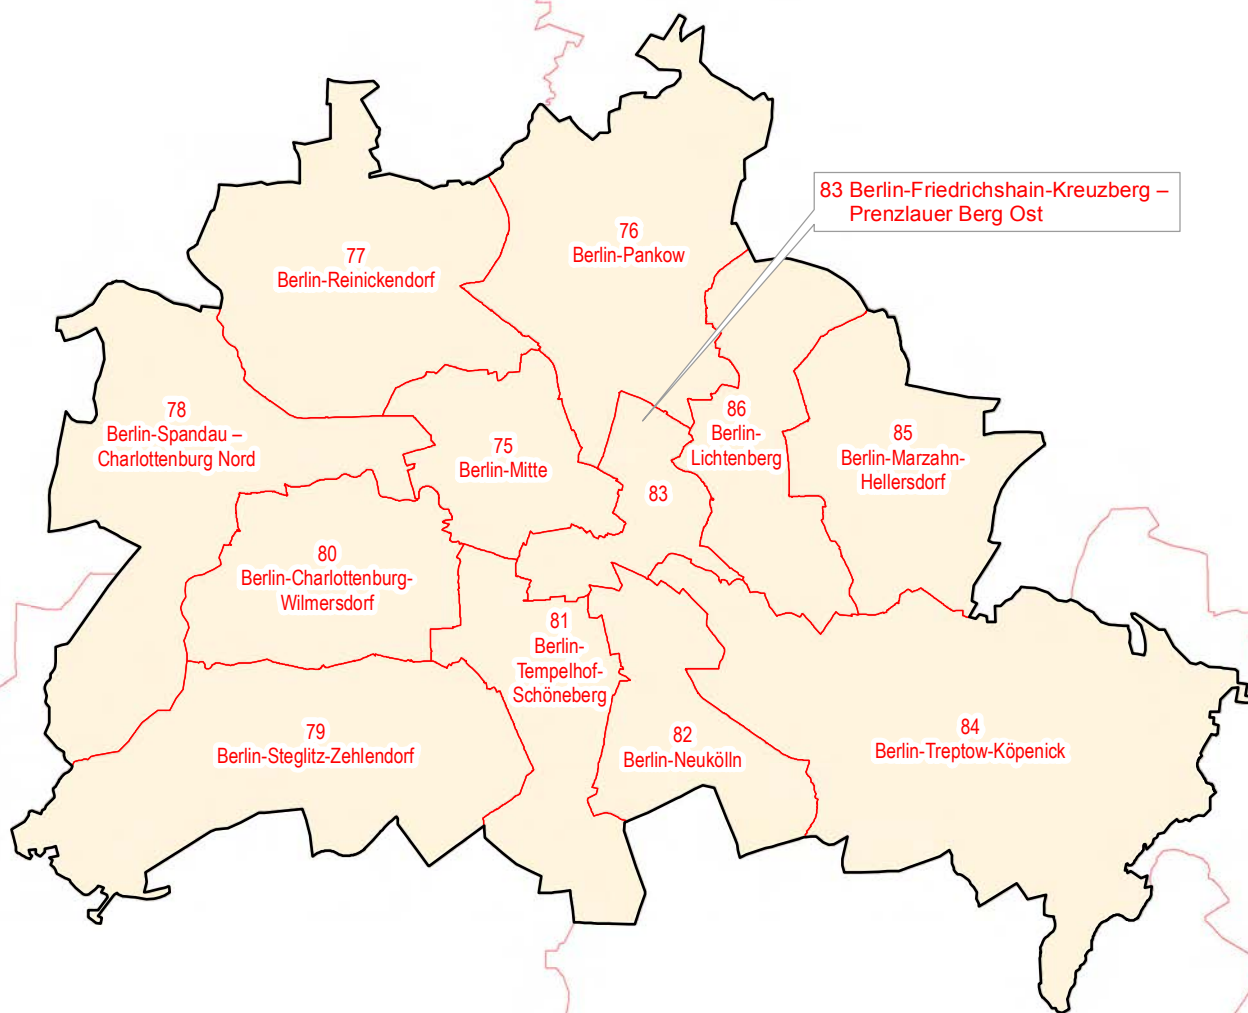 83 Berlin-Friedrichshain-Kreuzberg –
Prenzlauer Berg Ost
76
Berlin-Pankow
77
Berlin-Reinickendorf
78
Berlin-Spandau –
Charlottenburg Nord
75
Berlin-Mitte
86
Berlin-
Lichtenberg
85
Berlin-Marzahn-
Hellersdorf
83
80
Berlin-Charlottenburg-
Wilmersdorf
81
Berlin-
Tempelhof-
Schöneberg
79
Berlin-Steglitz-Zehlendorf
82
Berlin-Neukölln
84
Berlin-Treptow-Köpenick